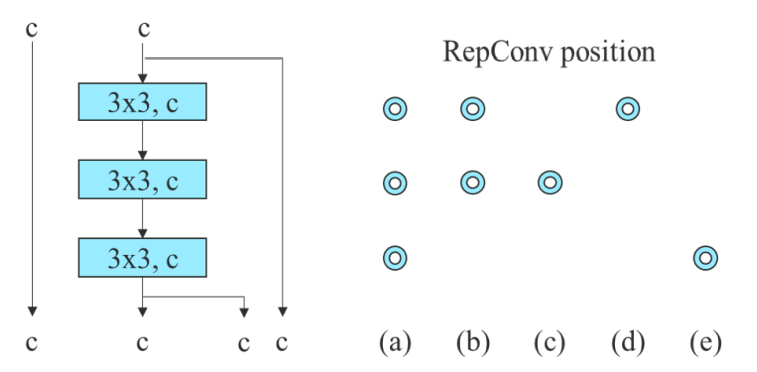 c c
RepConv position
3x3, c
3x3, c
3x3, c
c c c c
(a) (b) (c) (d) (e)